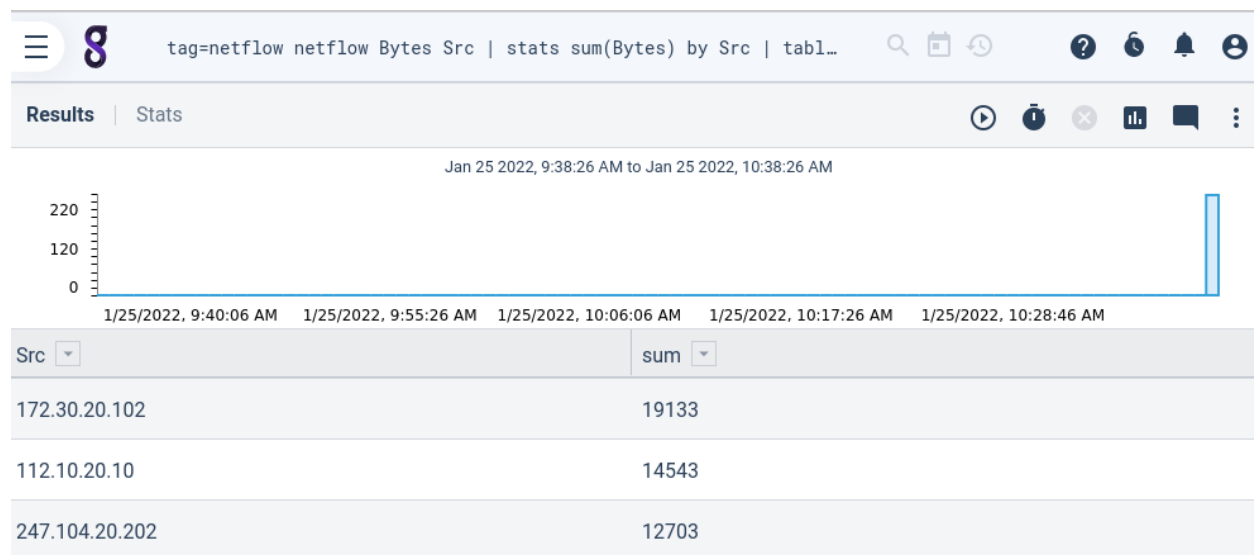 tag=netflow netflow Bytes Src | stats sum(Bytes) by Src | tabl…
Results | Stats
Jan 25 2022, 9:38:26 AM to Jan 25 2022, 10:38:26 AM
220
120
0
1/25/2022, 9:40:06 AM 1/25/2022, 9:55:26 AM 1/25/2022, 10:06:06 AM 1/25/2022, 10:17:26 AM 1/25/2022, 10:28:46 AM
Src sum
172.30.20.102 19133
112.10.20.10 14543
247.104.20.202 12703